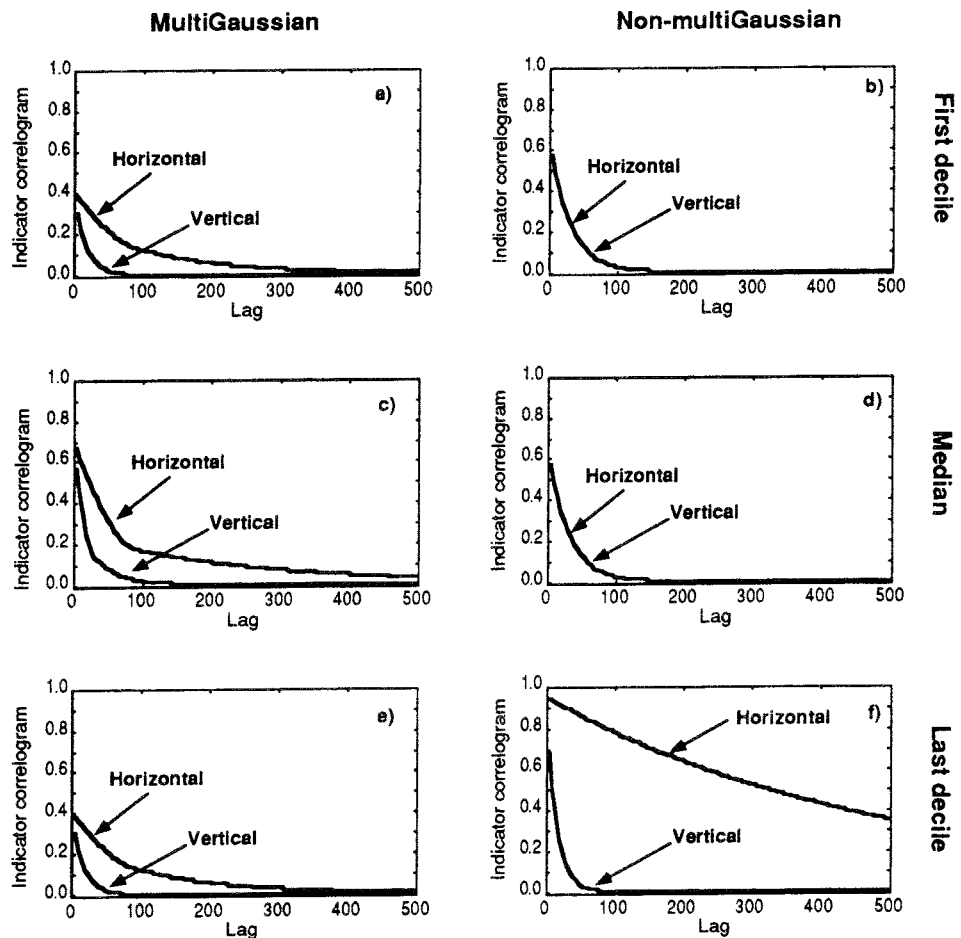 MultiGaussian
Non-multiGaussian
Indicator correlogram
1.0
0.8
0.6
0.4
0.2
0.0
a)
Horizontal
Vertical
0 100 200 300 400 500
Lag
Indicator correlogram
1.0
0.8
0.6
0.4
0.2
0.0
b)
Horizontal
Vertical
0 100 200 300 400 500
Lag
First decile
Indicator correlogram
1.0
0.8
0.6
0.4
0.2
0.0
c)
Horizontal
Vertical
0 100 200 300 400 500
Lag
Indicator correlogram
1.0
0.8
0.6
0.4
0.2
0.0
d)
Horizontal
Vertical
0 100 200 300 400 500
Lag
Median
Indicator correlogram
1.0
0.8
0.6
0.4
0.2
0.0
e)
Horizontal
Vertical
0 100 200 300 400 500
Lag
Indicator correlogram
1.0
0.8
0.6
0.4
0.2
0.0
f)
Horizontal
Vertical
0 100 200 300 400 500
Lag
Last decile